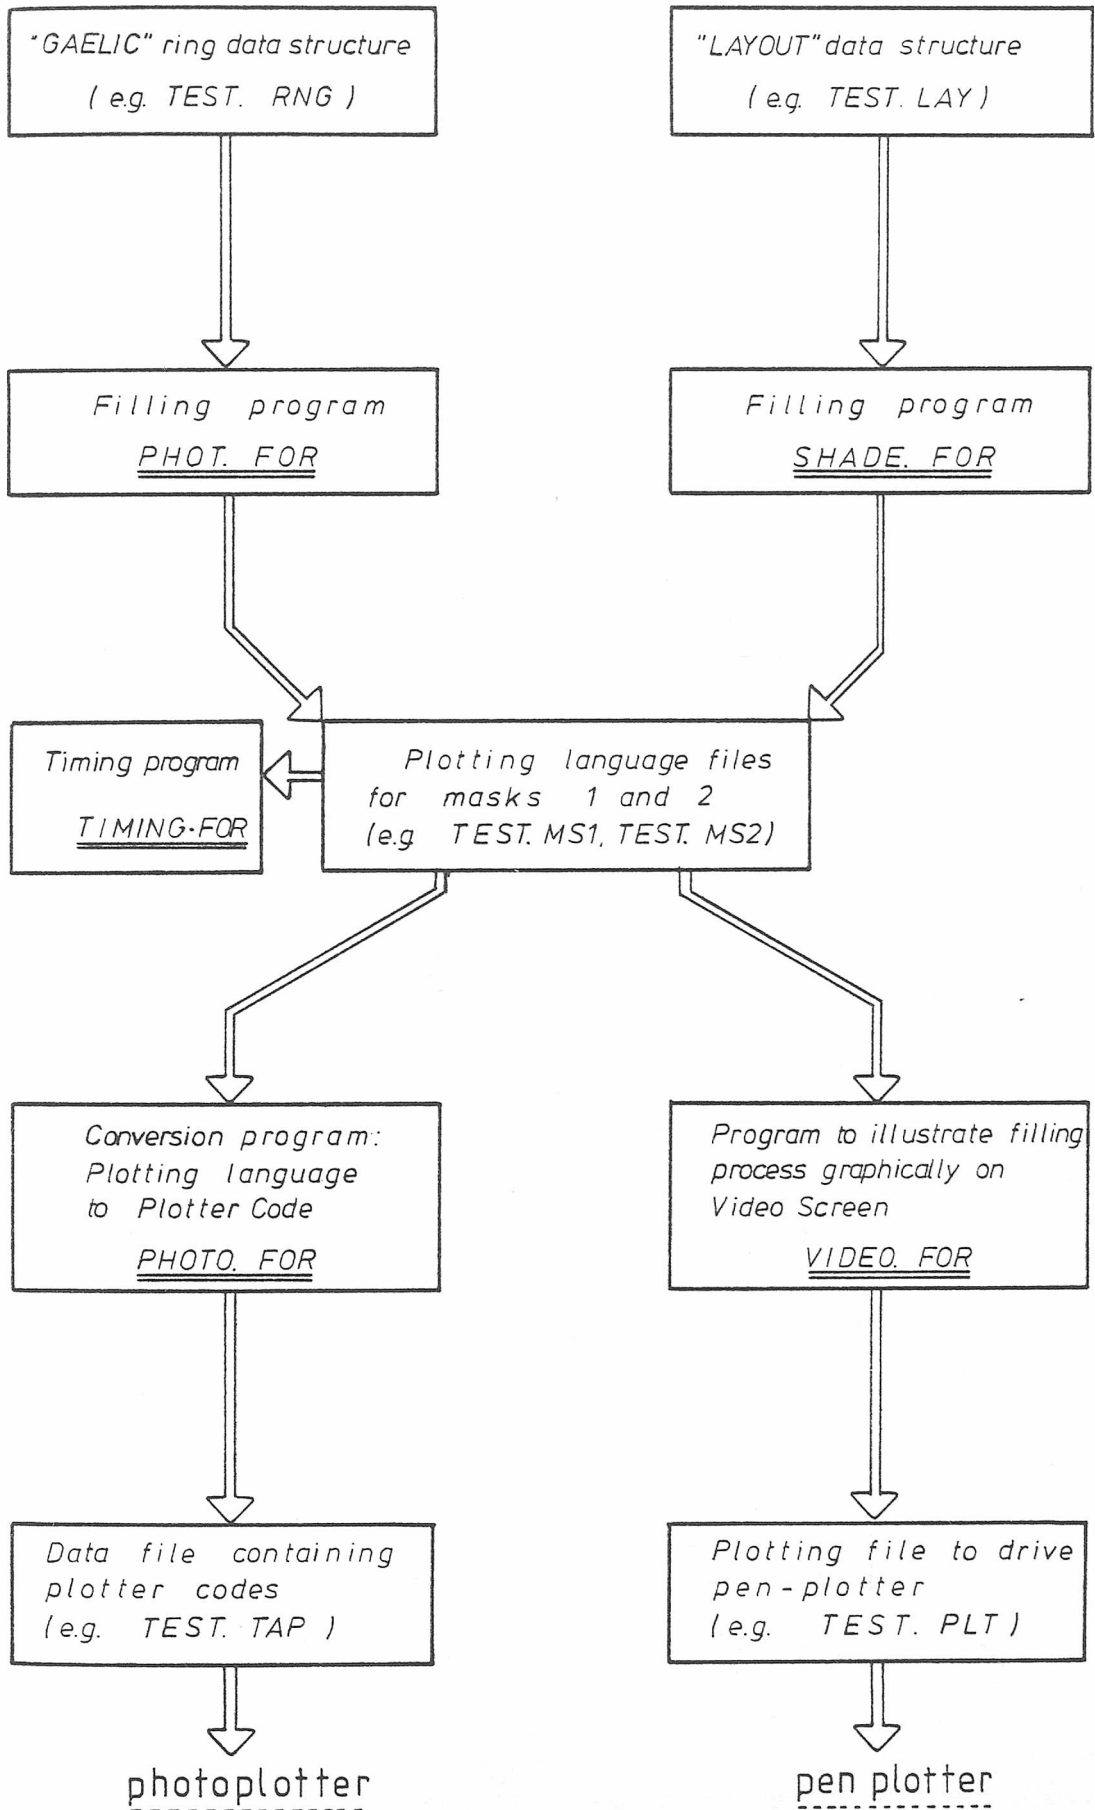 "GAELIC" ring data structure
(e.g. TEST. RNG)
"LAYOUT" data structure
(e.g. TEST. LAY)
Filling program
PHOT. FOR
Filling program
SHADE. FOR
Timing program
TIMING.FOR
Plotting language files
for masks 1 and 2
(e.g TEST. MS1, TEST. MS2)
Conversion program:
Plotting language
to Plotter Code
PHOTO. FOR
Program to illustrate filling
process graphically on
Video Screen
VIDEO. FOR
Data file containing
plotter codes
(e.g. TEST. TAP)
Plotting file to drive
pen-plotter
(e.g. TEST. PLT)
photoplotter
pen plotter